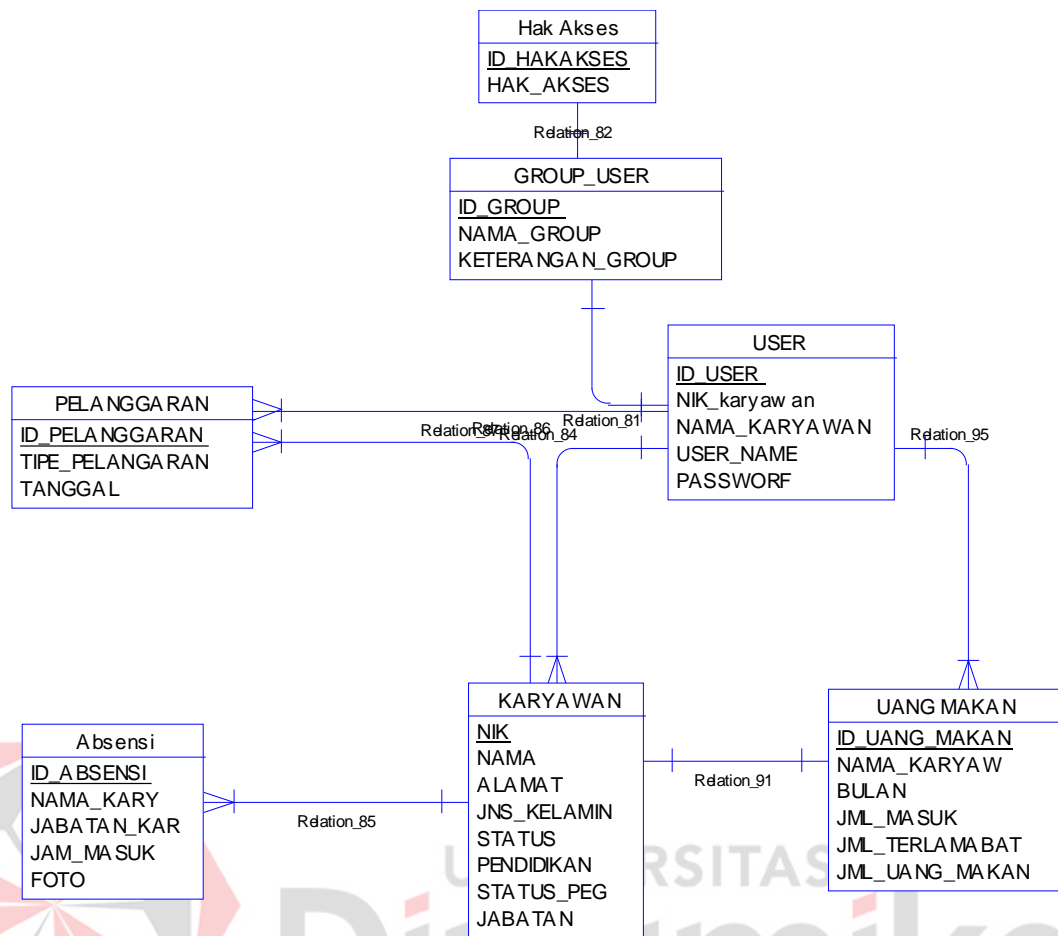 Hak Akses
ID_HAKAKSES
HAK_AKSES
Relation_82
GROUP_USER
ID_GROUP
NAMA_GROUP
KETERANGAN_GROUP
USER
ID_USER
NIK_karyawan
NAMA_KARYAWAN
USER_NAME
PASSWORF
PELANGGARAN
ID_PELANGGARAN
TIPE_PELANGARAN
TANGGAL
Relation_81
Relation_86
Relation_87
Relation_84
Relation_95
KARYAWAN
NIK
NAMA
ALAMAT
JNS_KELAMIN
STATUS
PENDIDIKAN
STATUS_PEG
JABATAN
UANG MAKAN
ID_UANG_MAKAN
NAMA_KARYAW
BULAN
JML_MASUK
JML_TERLAMABAT
JML_UANG_MAKAN
Absensi
ID_ABSENSI
NAMA_KARY
JABATAN_KAR
JAM_MASUK
FOTO
Relation_91
Relation_85